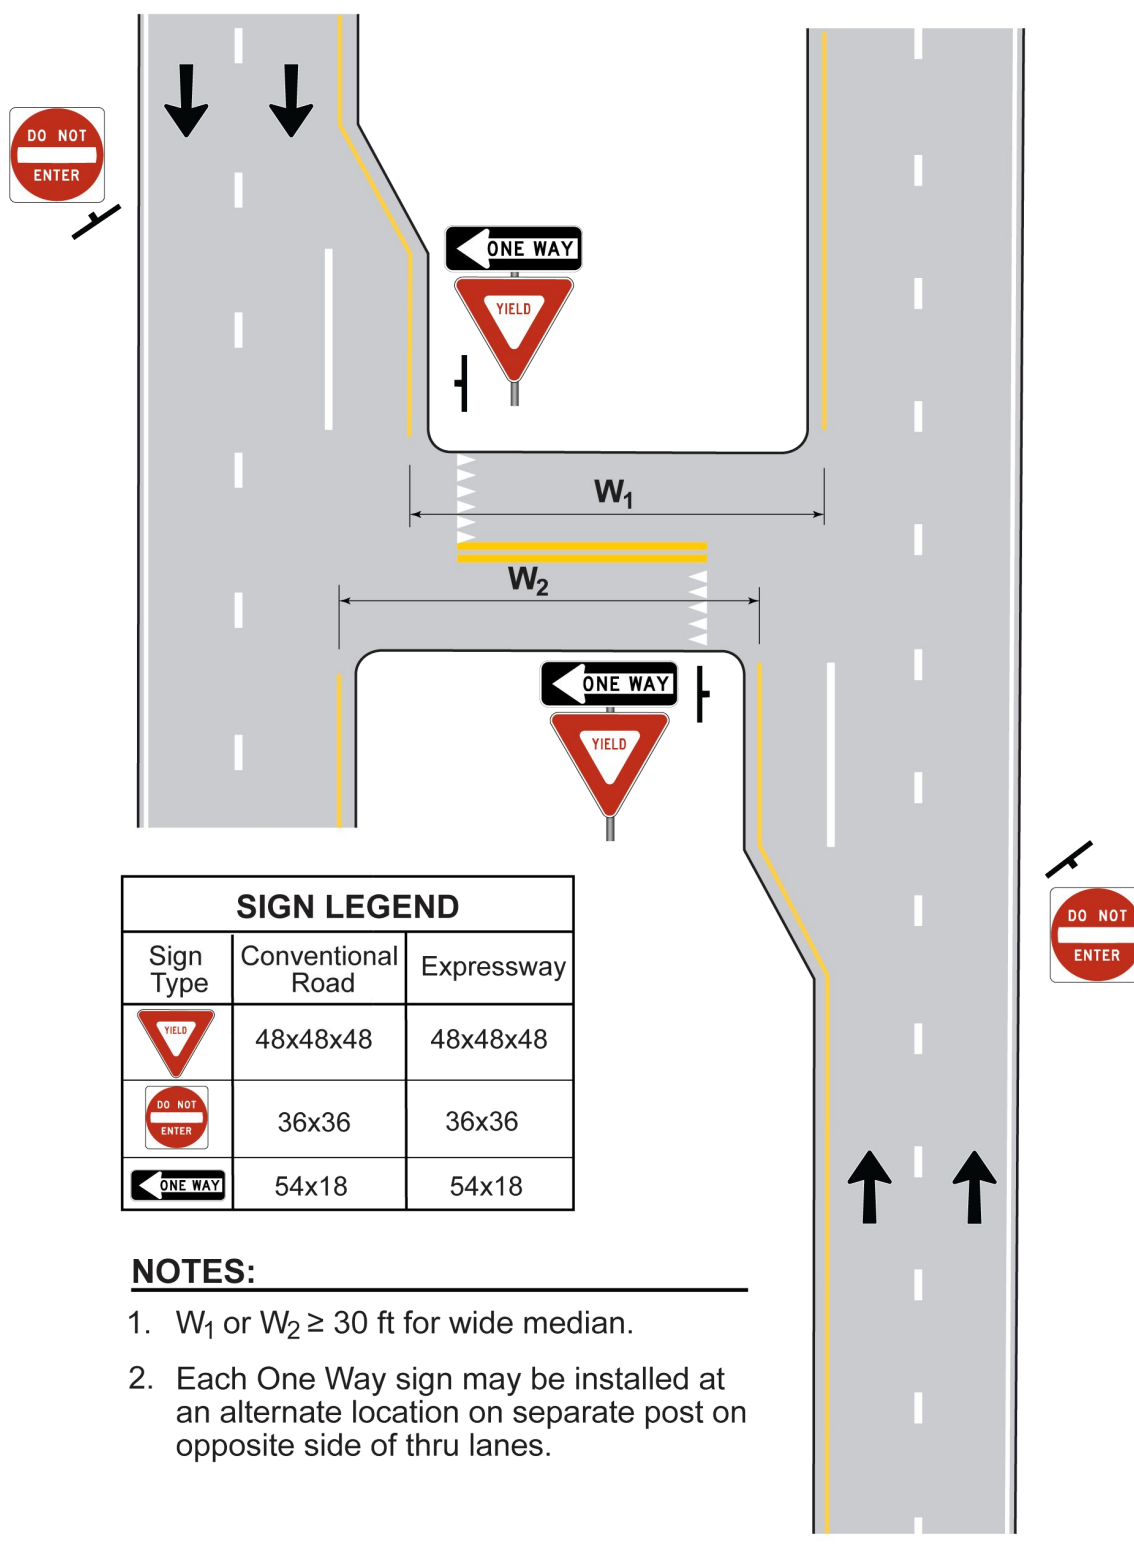 DO NOT
ENTER
ONE WAY
YIELD
W1
W2
ONE WAY
YIELD
DO NOT
ENTER
SIGN LEGEND
Sign Type
Conventional Road
Expressway
YIELD
48x48x48
48x48x48
DO NOT
ENTER
36x36
36x36
ONE WAY
54x18
54x18
NOTES:
1. W1 or W2 ≥ 30 ft for wide median.
2. Each One Way sign may be installed at
an alternate location on separate post on
opposite side of thru lanes.